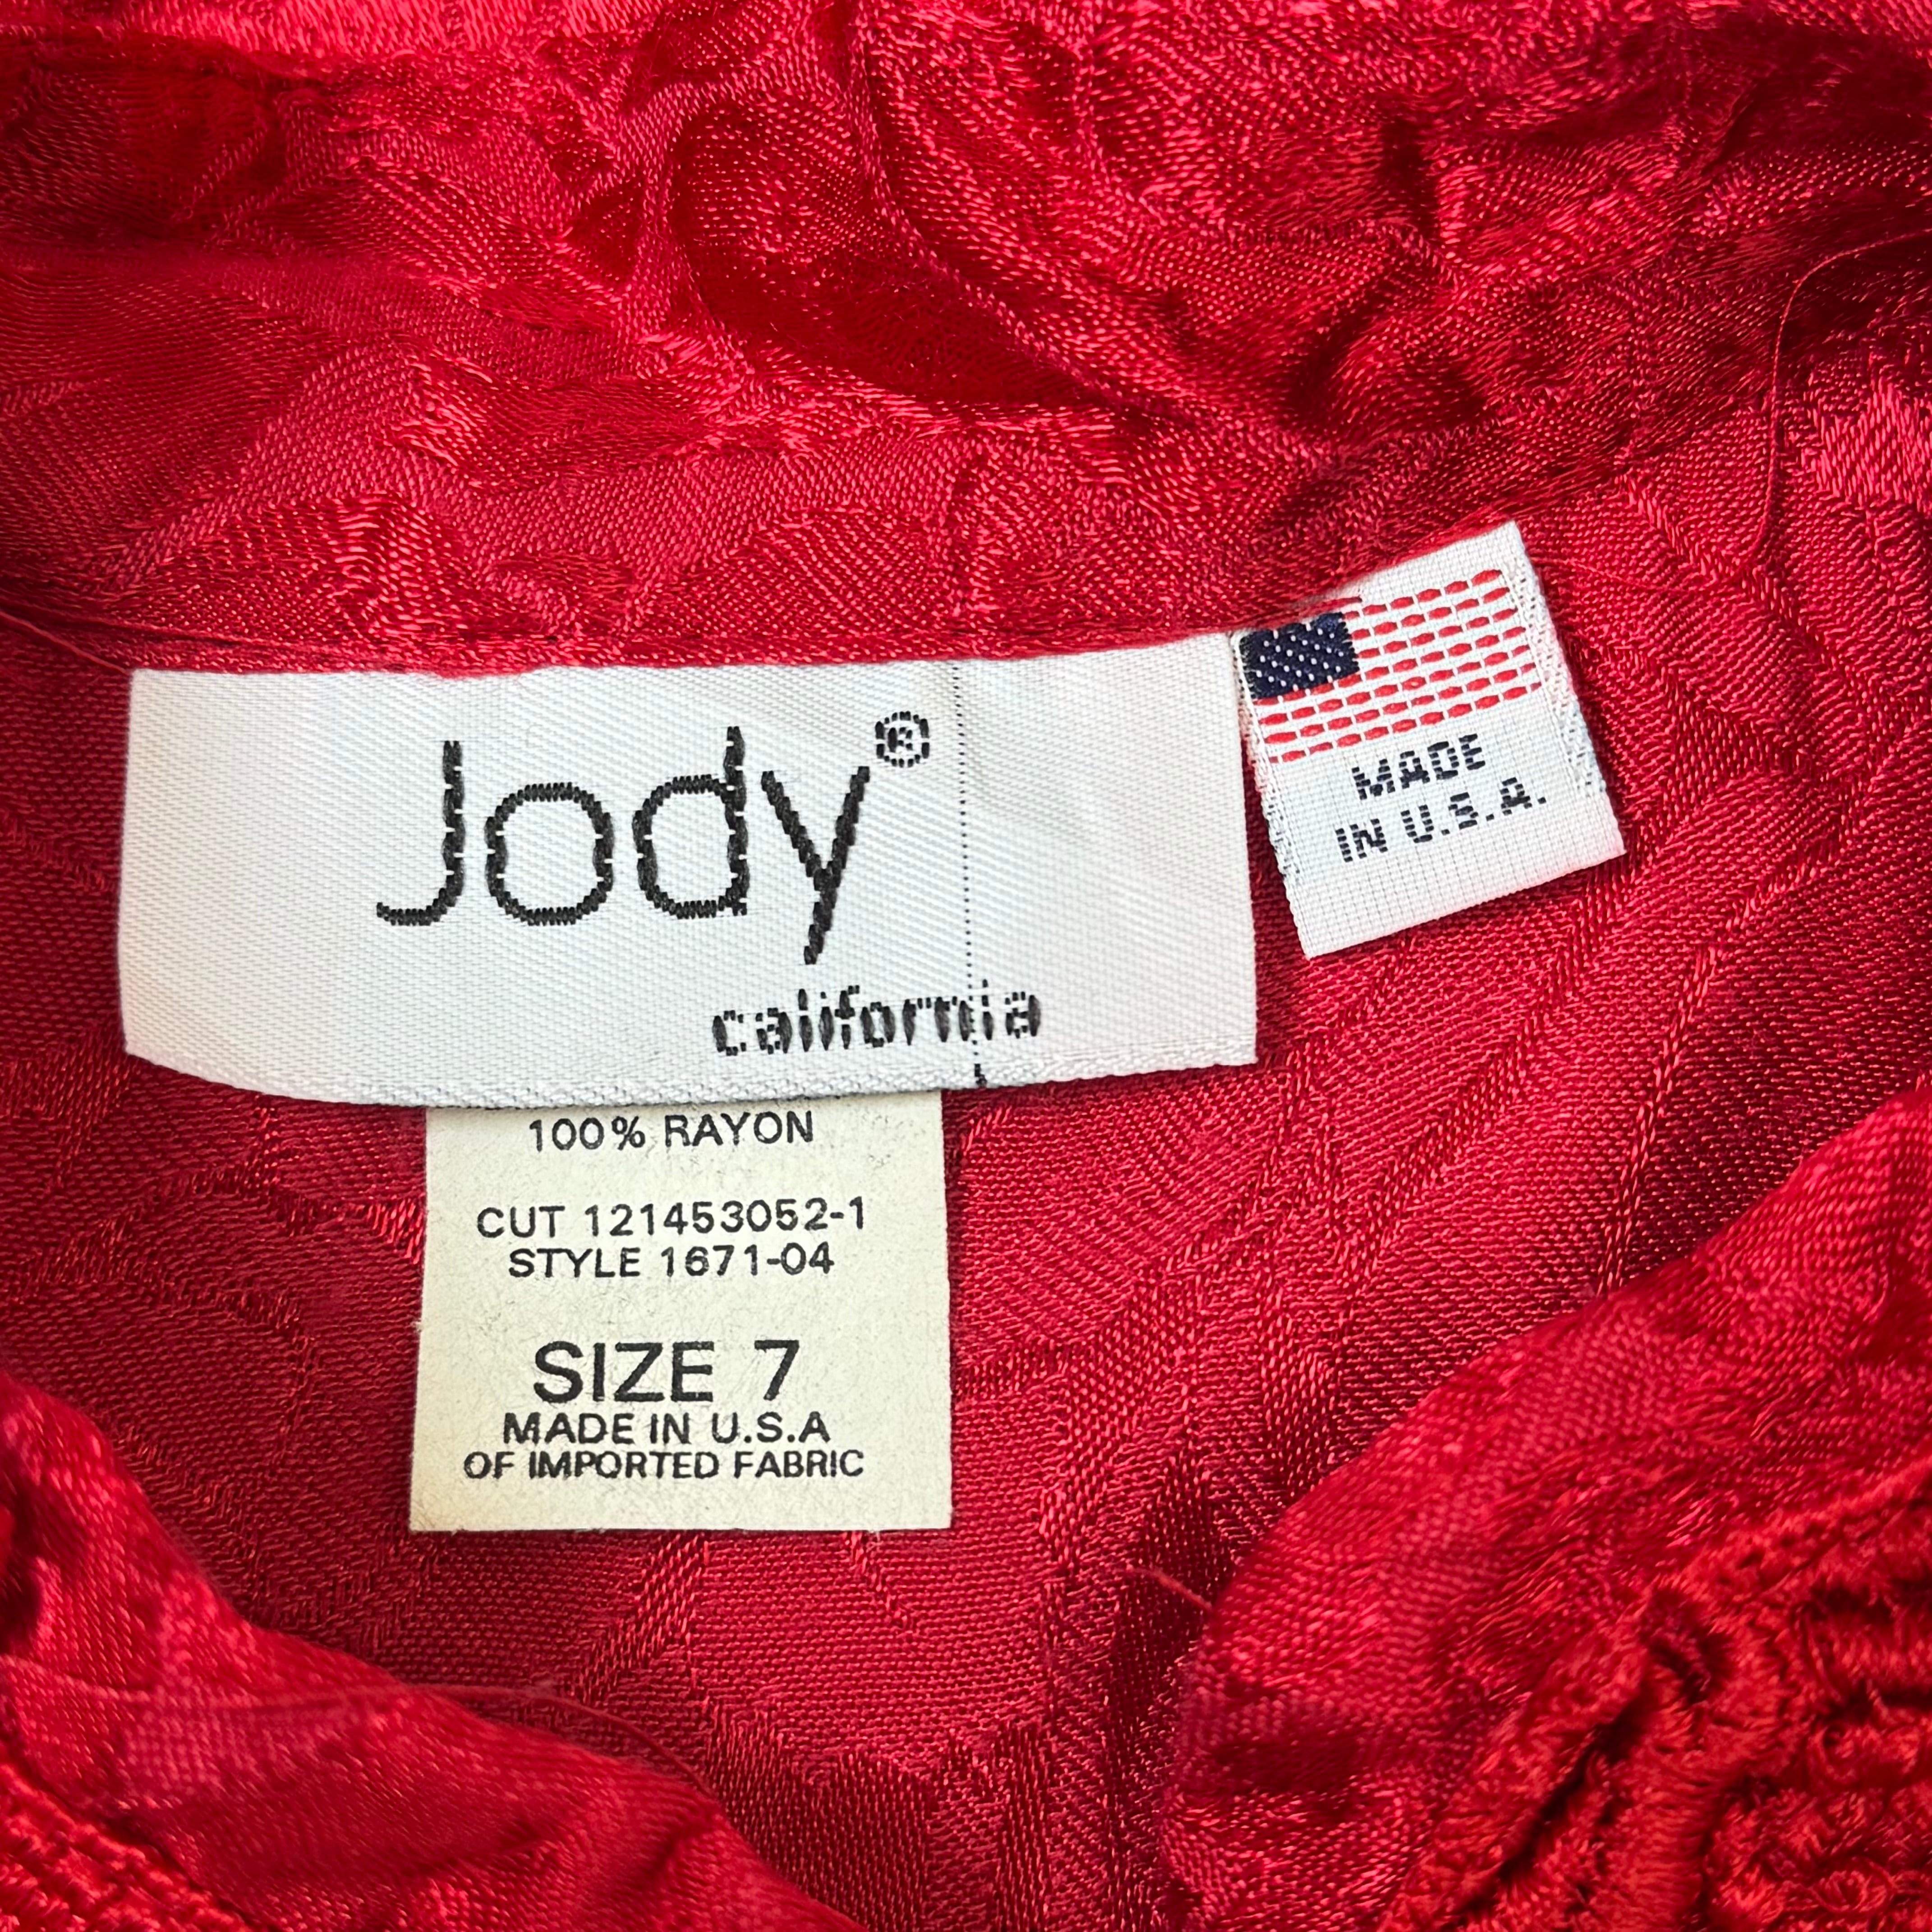 Jody®
california
MADE
IN U.S.A.
100% RAYON
CUT 121453052-1
STYLE 1671-04
SIZE 7
MADE IN U.S.A
OF IMPORTED FABRIC